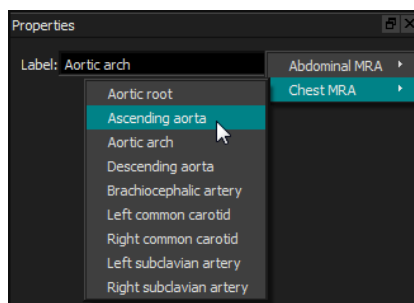 Properties
Label: Aortic arch
Abdominal MRA
Chest MRA
Aortic root
Ascending aorta
Aortic arch
Descending aorta
Brachiocephalic artery
Left common carotid
Right common carotid
Left subclavian artery
Right subclavian artery